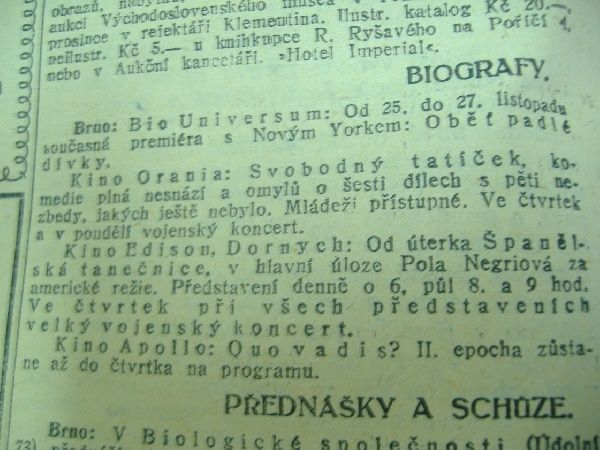 obrazů, nábytku
aukci Východoslovenského musea v
prosince v refektáři Klementina. Ilustr. katalog Kč 20.—,
neilustr. Kč 5.— u knihkupce R. Ryšavého na Poříčí 4,
nebo v Aukční kanceláři. »Hotel Imperial«.
BIOGRAFY.
Brno: Bio Universum: Od 25. do 27. listopadu
současná premiéra s Novým Yorkem: Oběť padlé
dívky.
Kino Orania: Svobodný tatíček, ko-
medie plná nesnází a omylů o šesti dílech s pěti ne-
zbedy, jakých ještě nebylo. Mládeži přístupné. Ve čtvrtek
a v pondělí vojenský koncert.
Kino Edison, Dornych: Od úterka Španěl-
ská tanečnice, v hlavní úloze Pola Negriová za
americké režie. Představení denně o 6, půl 8. a 9 hod.
Ve čtvrtek při všech představeních
velký vojenský koncert.
Kino Apollo: Quo vadis? II. epocha zůsta-
ne až do čtvrtka na programu.
PŘEDNÁŠKY A SCHŮZE.
Brno: V Biologické společnosti (Údolní
73)